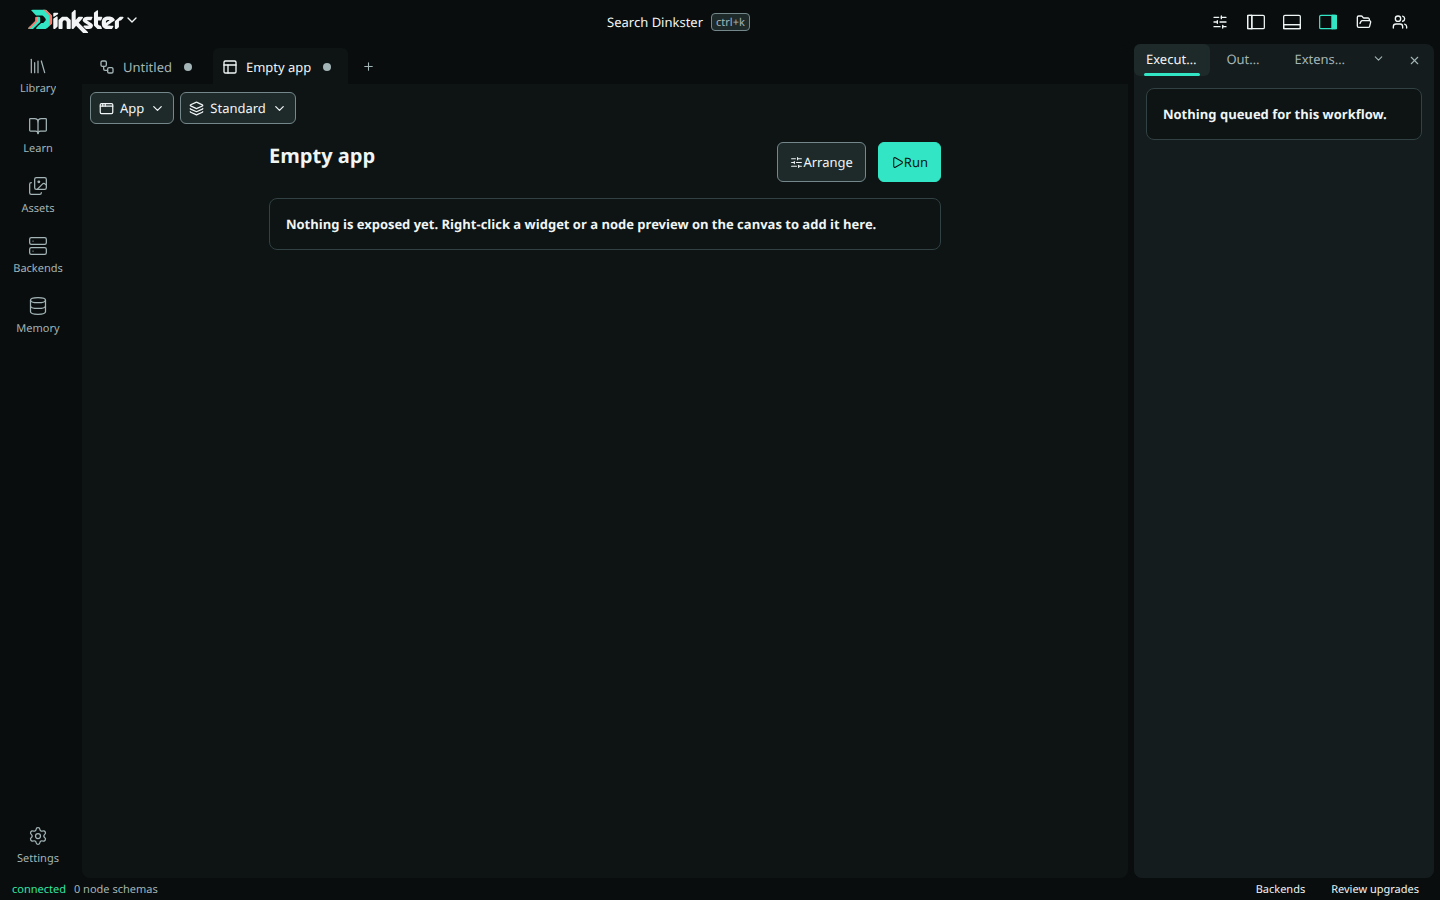 Dinkster
Search Dinkster ctrl+k
Library
Learn
Assets
Backends
Memory
Settings
Untitled
Empty app
App
Standard
Empty app
Arrange
Run
Nothing is exposed yet. Right-click a widget or a node preview on the canvas to add it here.
Execut...
Out...
Extens...
Nothing queued for this workflow.
connected
0 node schemas
Backends
Review upgrades